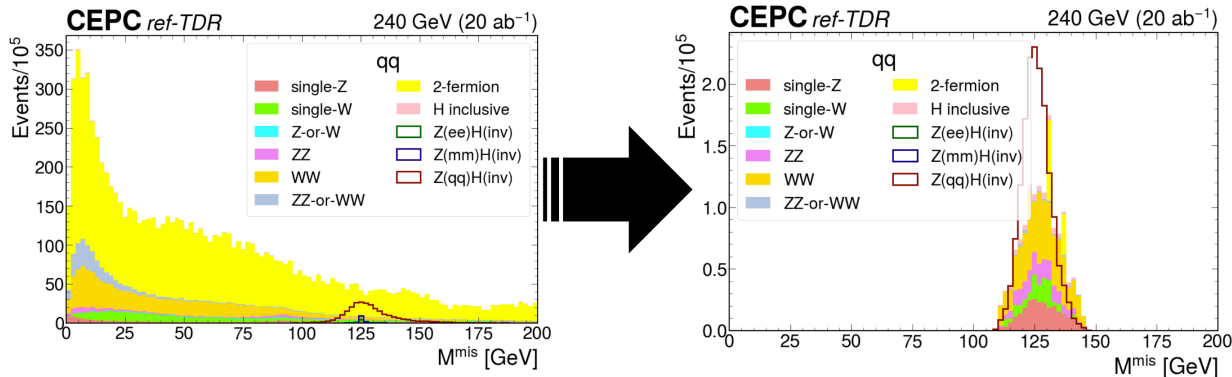 CEPC ref-TDR 240 GeV (20 ab⁻¹)
Events/10⁵
350
300
250
200
150
100
50
0
qq
single-Z 2-fermion
single-W H inclusive
Z-or-W Z(ee)H(inv)
ZZ Z(mm)H(inv)
WW Z(qq)H(inv)
ZZ-or-WW
0 25 50 75 100 125 150 175 200
Mᵐⁱˢ [GeV]
CEPC ref-TDR 240 GeV (20 ab⁻¹)
Events/10⁵
2.0
1.5
1.0
0.5
0.0
qq
single-Z 2-fermion
single-W H inclusive
Z-or-W Z(ee)H(inv)
ZZ Z(mm)H(inv)
WW Z(qq)H(inv)
ZZ-or-WW
0 25 50 75 100 125 150 175 200
Mᵐⁱˢ [GeV]